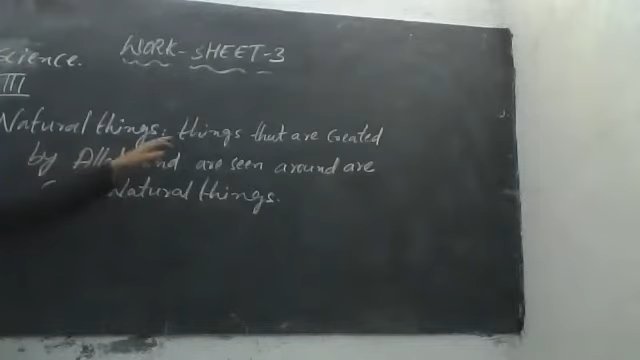 Science. WORK-SHEET-3
III
Natural things: things that are Created
by and are seen around are
Natural things.